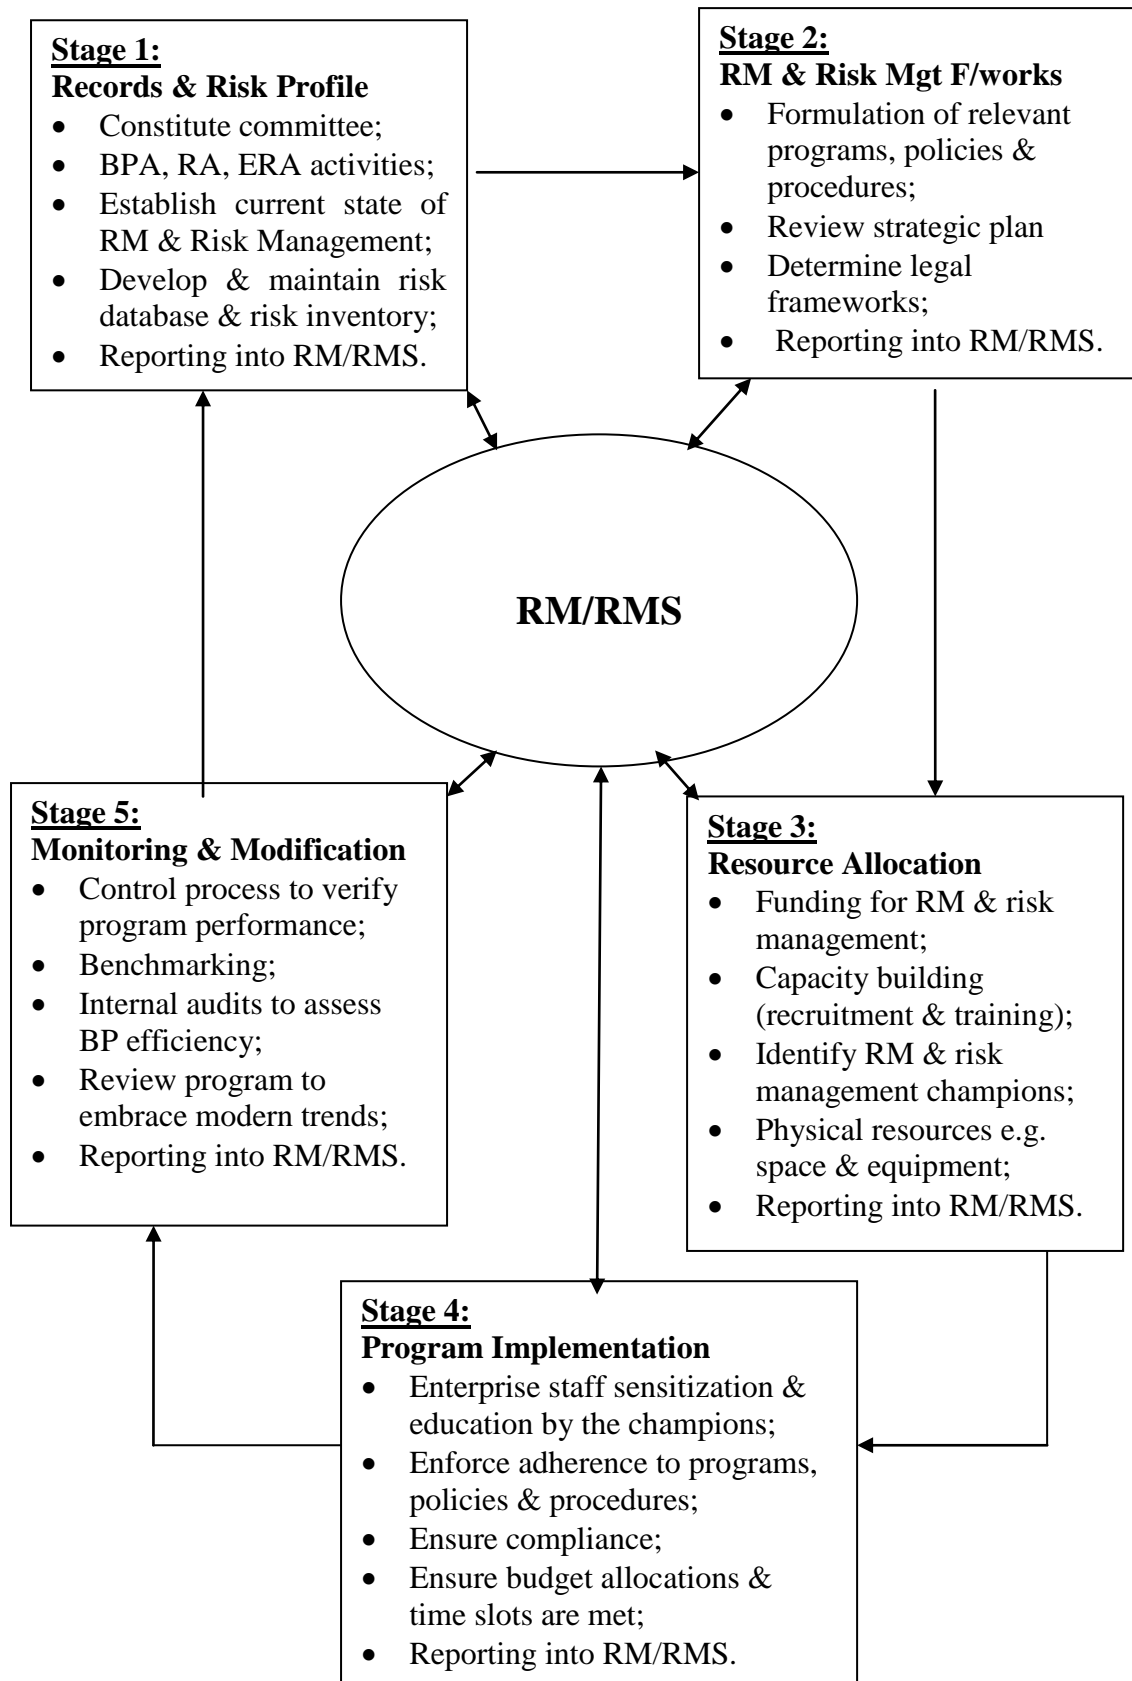 Stage 1:
Records & Risk Profile
• Constitute committee;
• BPA, RA, ERA activities;
• Establish current state of
RM & Risk Management;
• Develop & maintain risk
database & risk inventory;
• Reporting into RM/RMS.
Stage 2:
RM & Risk Mgt F/works
• Formulation of relevant
programs, policies &
procedures;
• Review strategic plan
• Determine legal
frameworks;
• Reporting into RM/RMS.
RM/RMS
Stage 3:
Resource Allocation
• Funding for RM & risk
management;
• Capacity building
(recruitment & training);
• Identify RM & risk
management champions;
• Physical resources e.g.
space & equipment;
• Reporting into RM/RMS.
Stage 4:
Program Implementation
• Enterprise staff sensitization &
education by the champions;
• Enforce adherence to programs,
policies & procedures;
• Ensure compliance;
• Ensure budget allocations &
time slots are met;
• Reporting into RM/RMS.
Stage 5:
Monitoring & Modification
• Control process to verify
program performance;
• Benchmarking;
• Internal audits to assess
BP efficiency;
• Review program to
embrace modern trends;
• Reporting into RM/RMS.